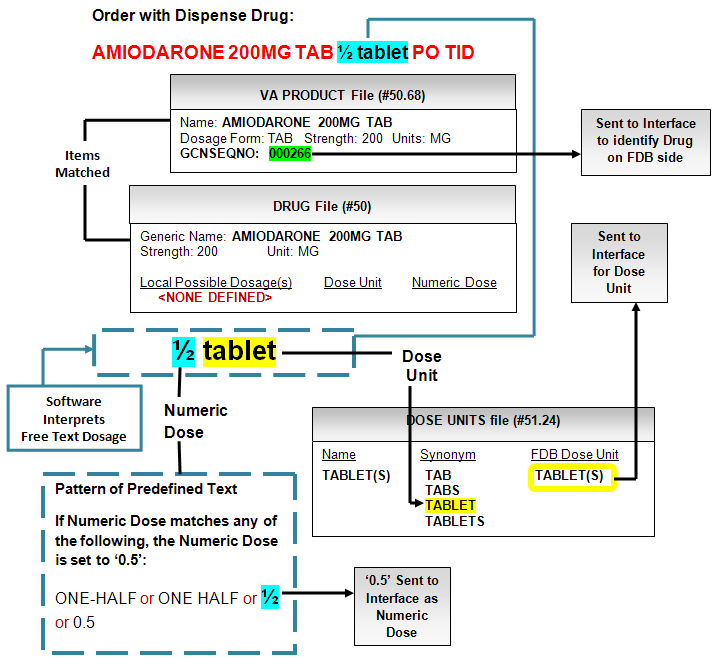 Order with Dispense Drug:
AMIODARONE 200MG TAB ½ tablet PO TID
VA PRODUCT File (#50.68)
Name: AMIODARONE 200MG TAB
Dosage Form: TAB Strength: 200 Units: MG
GCNSEQNO: 000266
Sent to Interface
to identify Drug
on FDB side
Items
Matched
DRUG File (#50)
Generic Name: AMIODARONE 200MG TAB
Strength: 200 Unit: MG
Local Possible Dosage(s) Dose Unit Numeric Dose
<NONE DEFINED>
Sent to
Interface
for Dose
Unit
½ tablet
Dose
Unit
Software
Interprets
Free Text Dosage
Numeric
Dose
DOSE UNITS file (#51.24)
Name Synonym FDB Dose Unit
TABLET(S) TAB TABLET(S)
TABS
TABLET
TABLETS
Pattern of Predefined Text
If Numeric Dose matches any of
the following, the Numeric Dose
is set to ‘0.5’:
ONE-HALF or ONE HALF or ½
or 0.5
‘0.5’ Sent to
Interface as
Numeric
Dose